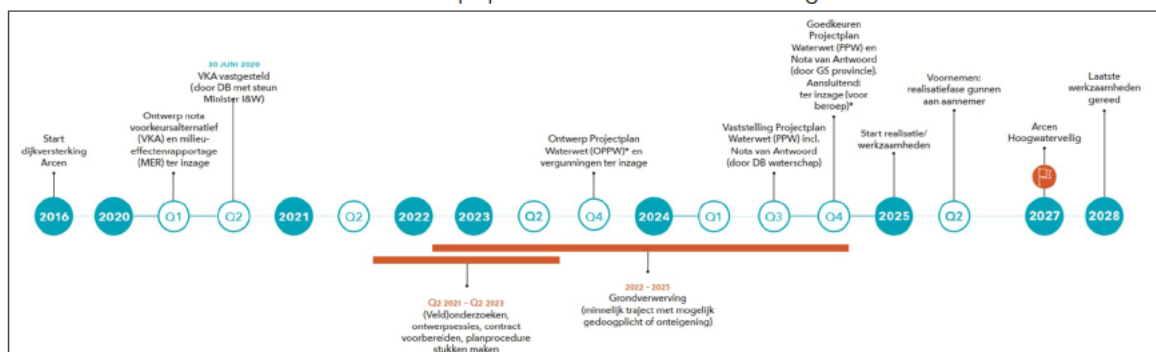 Start
dijkversterking
Arcen
Ontwerp nota
voorkeursalternatief
(VKA) en milieu-
effectenrapportage
(MER) ter inzage
30 JUNI 2020
VKA vastgesteld
(door DB met steun
Minister I&W)
Ontwerp Projectplan
Waterwet (OPPW)* en
vergunningen ter inzage
Vaststelling Projectplan
Waterwet (PPW) incl.
Nota van Antwoord
(door DB waterschap)
Goedkeuren
Projectplan
Waterwet (PPW) en
Nota van Antwoord
(door GS provincie).
Aansluitend:
ter inzage (voor
beroep)*
Start realisatie/
werkzaamheden
Voornemen:
realisatiefase gunnen
aan aannemer
Arcen
Hoogwaterveilig
Laatste
werkzaamheden
gereed
2016 2020 Q1 Q2 2021 Q2 2022 2023 Q2 Q4 2024 Q1 Q3 Q4 2025 Q2 2027 2028
Q2 2021 - Q2 2023
(Veld)onderzoeken,
ontwerpsessies, contract
voorbereiden, planprocedure
stukken maken
2022 - 2025
Grondverwerving
(minnelijk traject met mogelijk
gedoogplicht of onteigening)